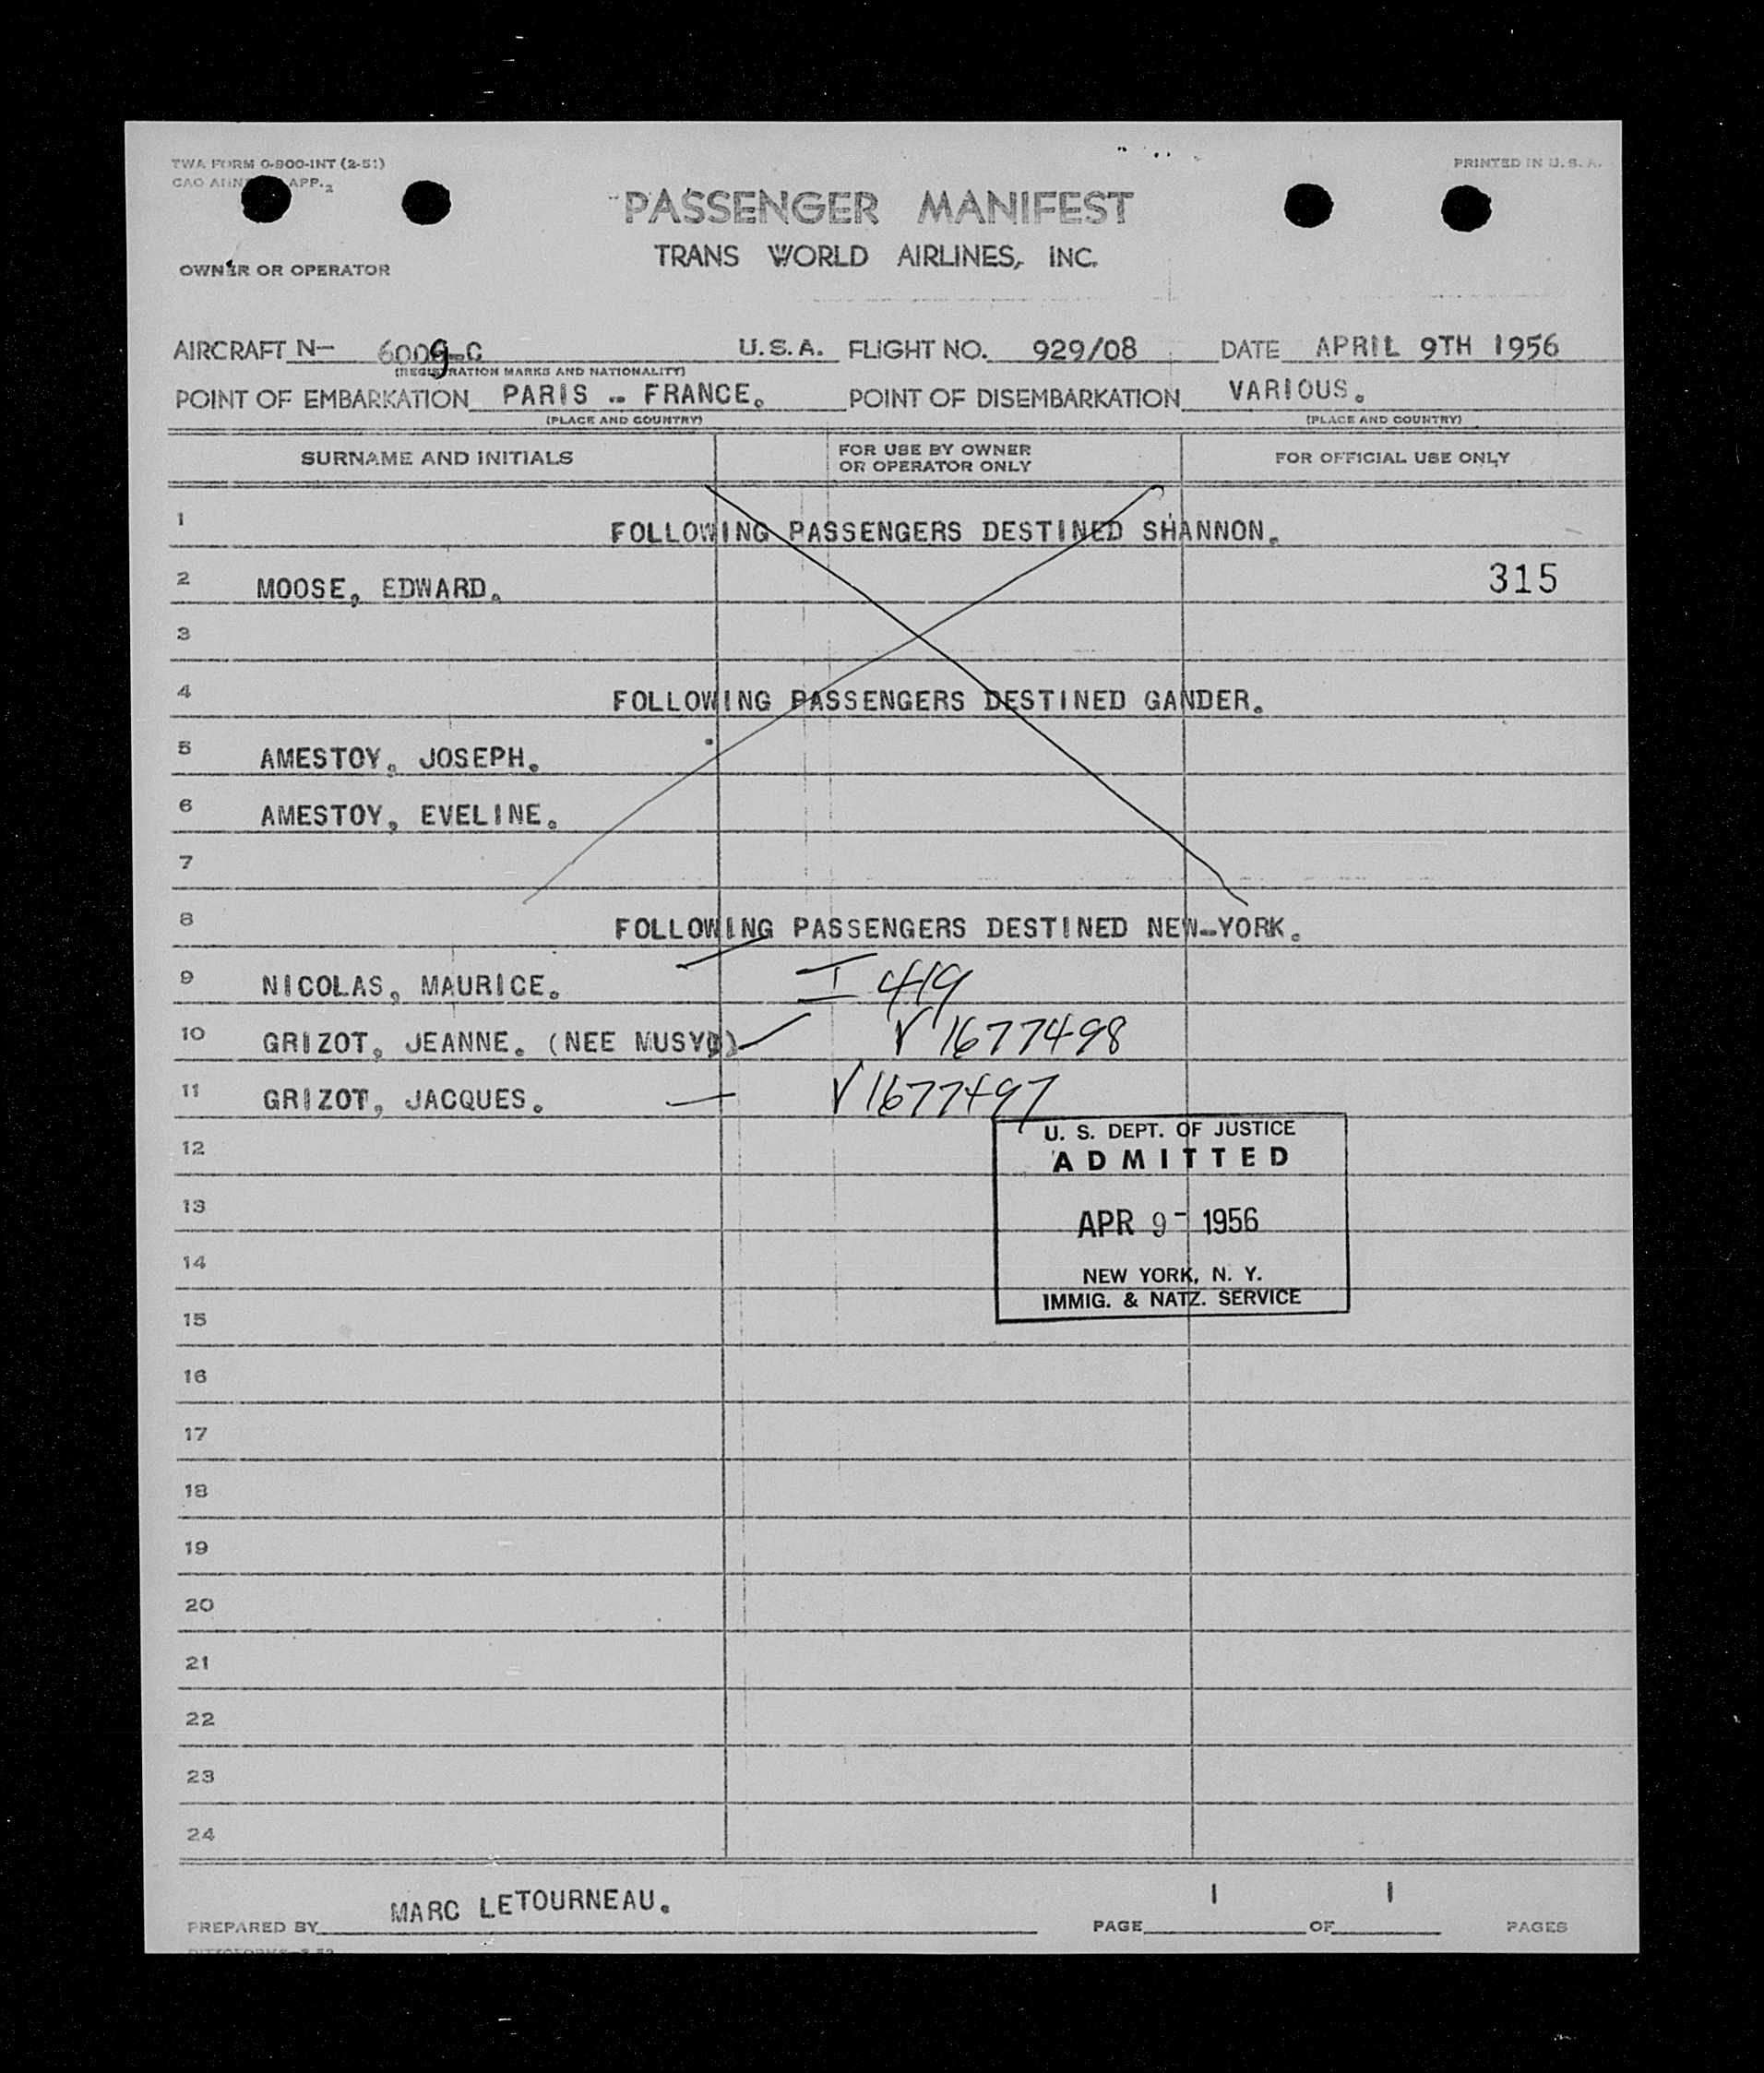 TWA FORM O-900-INT (2-51)
PRINTED IN U.S.A.
APP. 2
PASSENGER MANIFEST
TRANS WORLD AIRLINES, INC.
OWNER OR OPERATOR
AIRCRAFT N- 6009-C U.S.A. FLIGHT NO. 929/08 DATE APRIL 9TH 1956
(REGISTRATION MARKS AND NATIONALITY)
POINT OF EMBARKATION PARIS - FRANCE. POINT OF DISEMBARKATION VARIOUS.
(PLACE AND COUNTRY) (PLACE AND COUNTRY)
SURNAME AND INITIALS FOR USE BY OWNER OR OPERATOR ONLY FOR OFFICIAL USE ONLY
1 FOLLOWING PASSENGERS DESTINED SHANNON.
2 MOOSE, EDWARD. 315
3
4 FOLLOWING PASSENGERS DESTINED GANDER.
5 AMESTOY, JOSEPH.
6 AMESTOY, EVELINE.
7
8 FOLLOWING PASSENGERS DESTINED NEW-YORK.
9 NICOLAS, MAURICE. I 419
10 GRIZOT, JEANNE. (NEE V 1677498
11 GRIZOT, JACQUES. V 1677497
12
U. S. DEPT. OF JUSTICE
ADMITTED
13
APR 9- 1956
14
NEW YORK, N. Y.
IMMIG. & NATZ. SERVICE
15
16
17
18
19
20
21
22
23
24
PREPARED BY MARC LETOURNEAU. PAGE 1 OF 1 PAGES